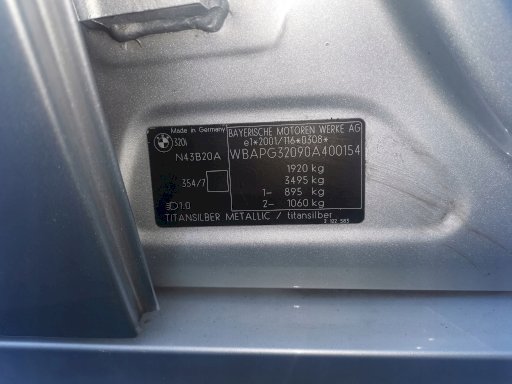 Made in Germany
BMW
320i
N43B20A
354/7
1.0
BAYERISCHE MOTOREN WERKE AG
e1*2001/116*0308*
WBAPG32090A400154
1920 kg
3495 kg
1- 895 kg
2- 1060 kg
TITANSILBER METALLIC / titansilber